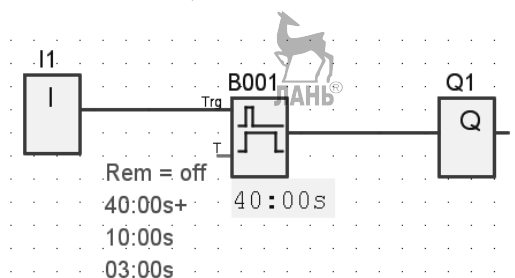 I1
I
ЛАНЬ®
B001
Trg
T
Q1
Q
Rem = off
40:00s+
10:00s
03:00s
40:00s